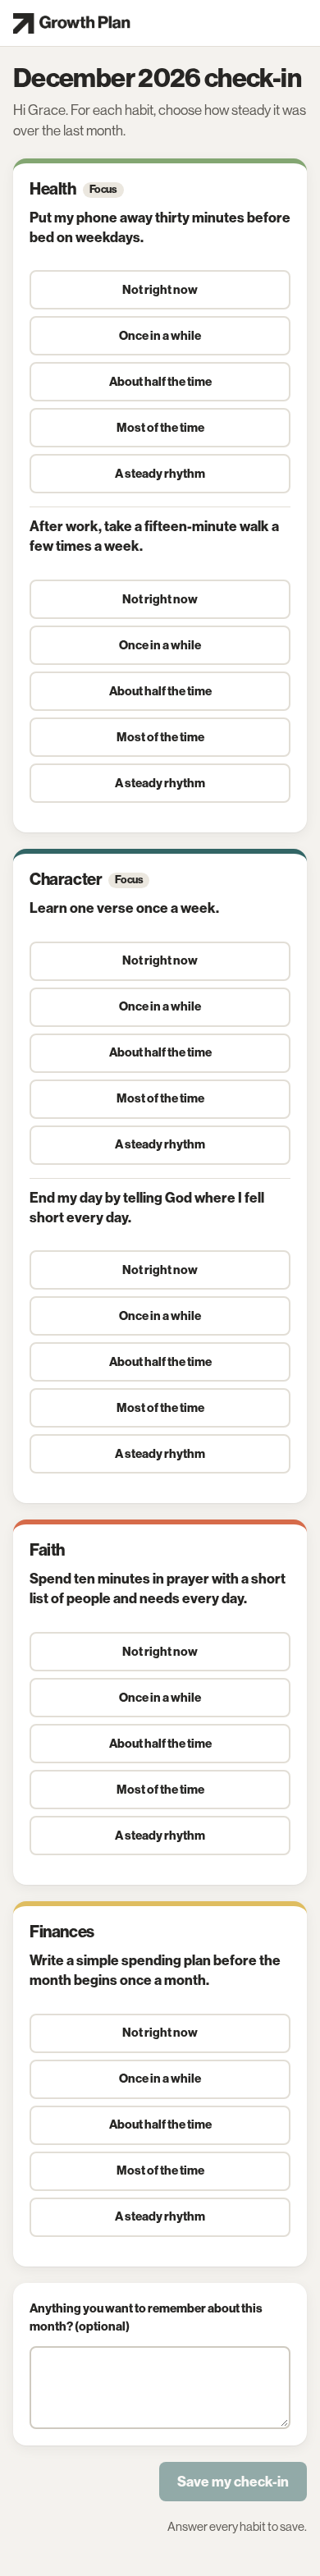 Growth Plan
December 2026 check-in
Hi Grace. For each habit, choose how steady it was
over the last month.
Health Focus
Put my phone away thirty minutes before
bed on weekdays.
Not right now
Once in a while
About half the time
Most of the time
A steady rhythm
After work, take a fifteen-minute walk a
few times a week.
Not right now
Once in a while
About half the time
Most of the time
A steady rhythm
Character Focus
Learn one verse once a week.
Not right now
Once in a while
About half the time
Most of the time
A steady rhythm
End my day by telling God where I fell
short every day.
Not right now
Once in a while
About half the time
Most of the time
A steady rhythm
Faith
Spend ten minutes in prayer with a short
list of people and needs every day.
Not right now
Once in a while
About half the time
Most of the time
A steady rhythm
Finances
Write a simple spending plan before the
month begins once a month.
Not right now
Once in a while
About half the time
Most of the time
A steady rhythm
Anything you want to remember about this
month? (optional)
Save my check-in
Answer every habit to save.